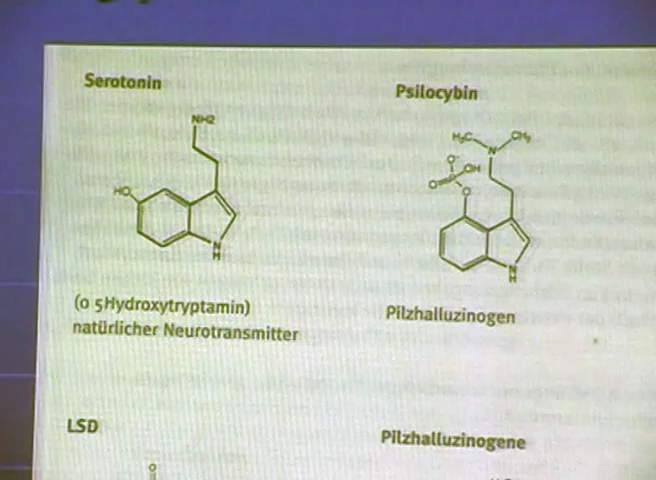 Serotonin
Psilocybin
NH2
HO
N
H
H3C
CH3
N
O-
OH
P
O
O
N
H
(o 5Hydroxytryptamin)
natürlicher Neurotransmitter
Pilzhalluzinogen
LSD
Pilzhalluzinogene
O